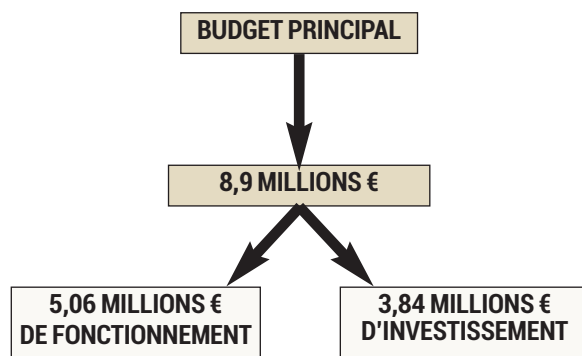 BUDGET PRINCIPAL
8,9 MILLIONS €
5,06 MILLIONS €
DE FONCTIONNEMENT
3,84 MILLIONS €
D'INVESTISSEMENT